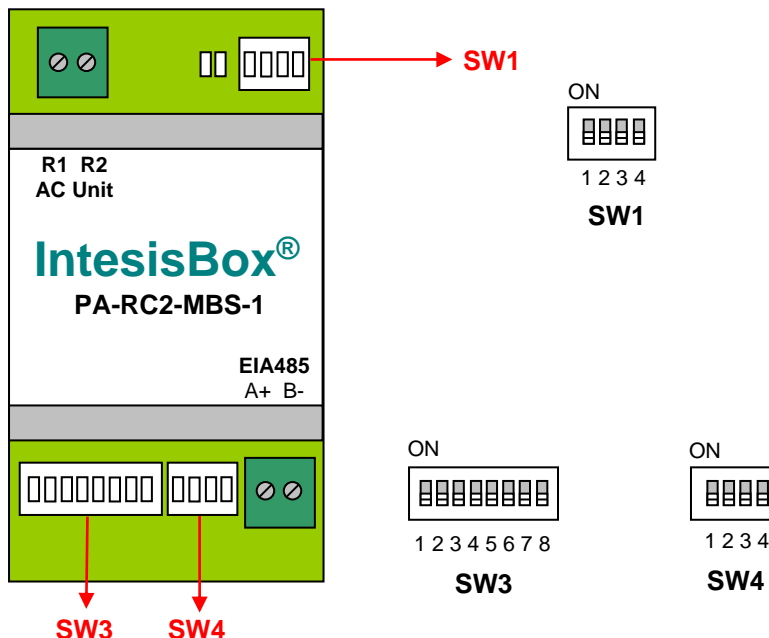 SW1
ON
1 2 3 4
SW1
R1 R2
AC Unit
IntesisBox®
PA-RC2-MBS-1
EIA485
A+ B-
ON
1 2 3 4 5 6 7 8
SW3
ON
1 2 3 4
SW4
SW3 SW4